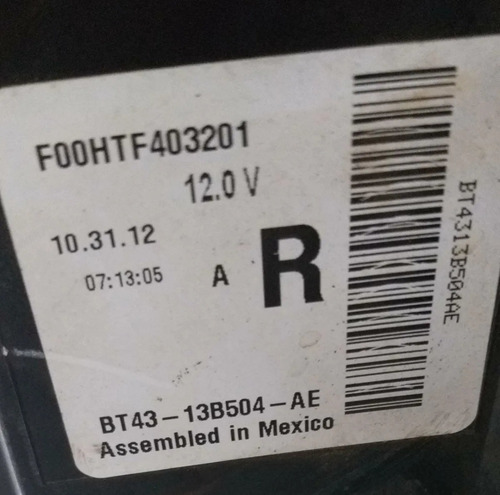 F00HTF403201
12.0 V
10.31.12
07:13:05
A
R
BT43-13B504-AE
Assembled in Mexico
BT4313B504AE